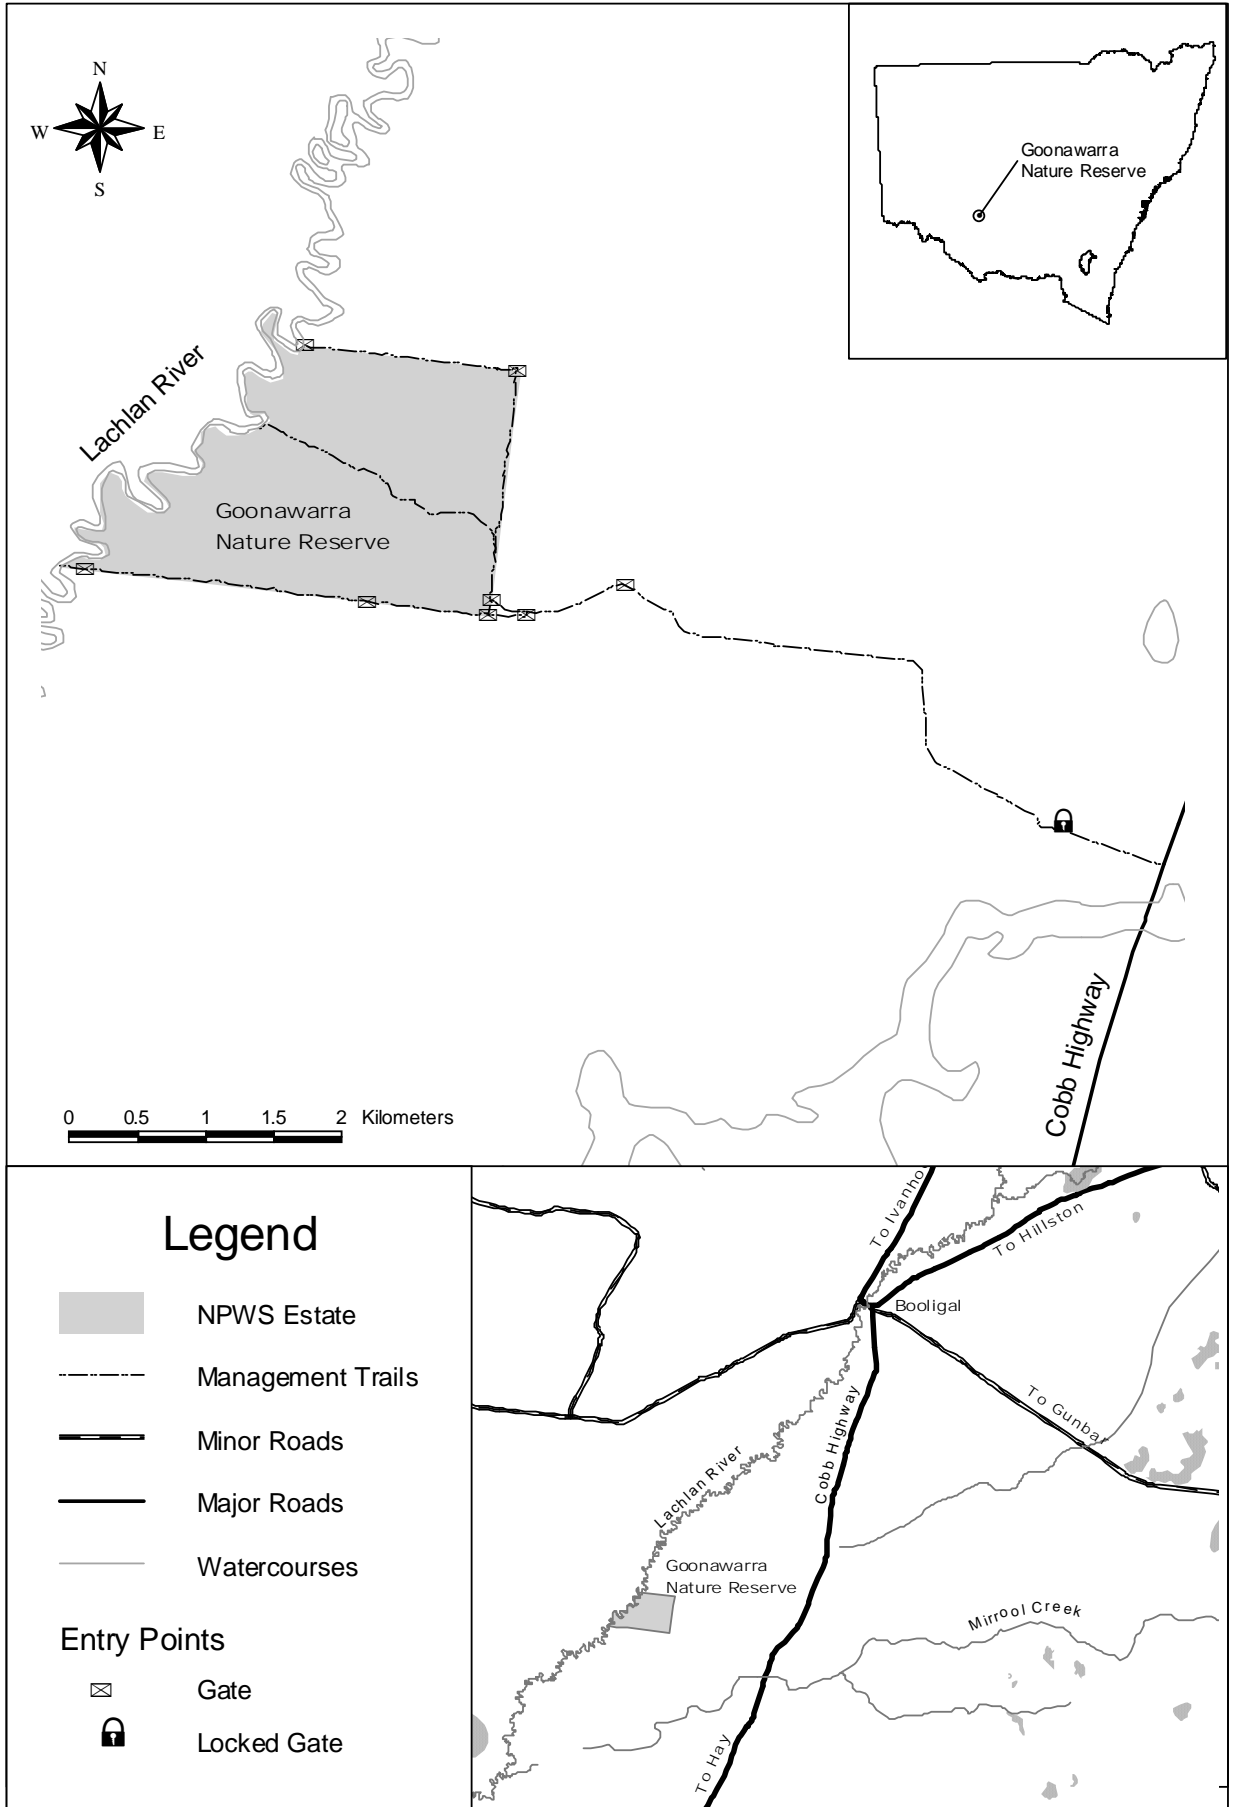 N
W
E
S
Goonawarra
Nature Reserve
Lachlan River
Goonawarra
Nature Reserve
Cobb Highway
0 0.5 1 1.5 2 Kilometers
Legend
NPWS Estate
Management Trails
Minor Roads
Major Roads
Watercourses
Entry Points
Gate
Locked Gate
To Ivanho
To Hillston
Booligal
To Gunbar
Cobb Highway
Lachlan River
Goonawarra
Nature Reserve
Mirrool Creek
To Hay